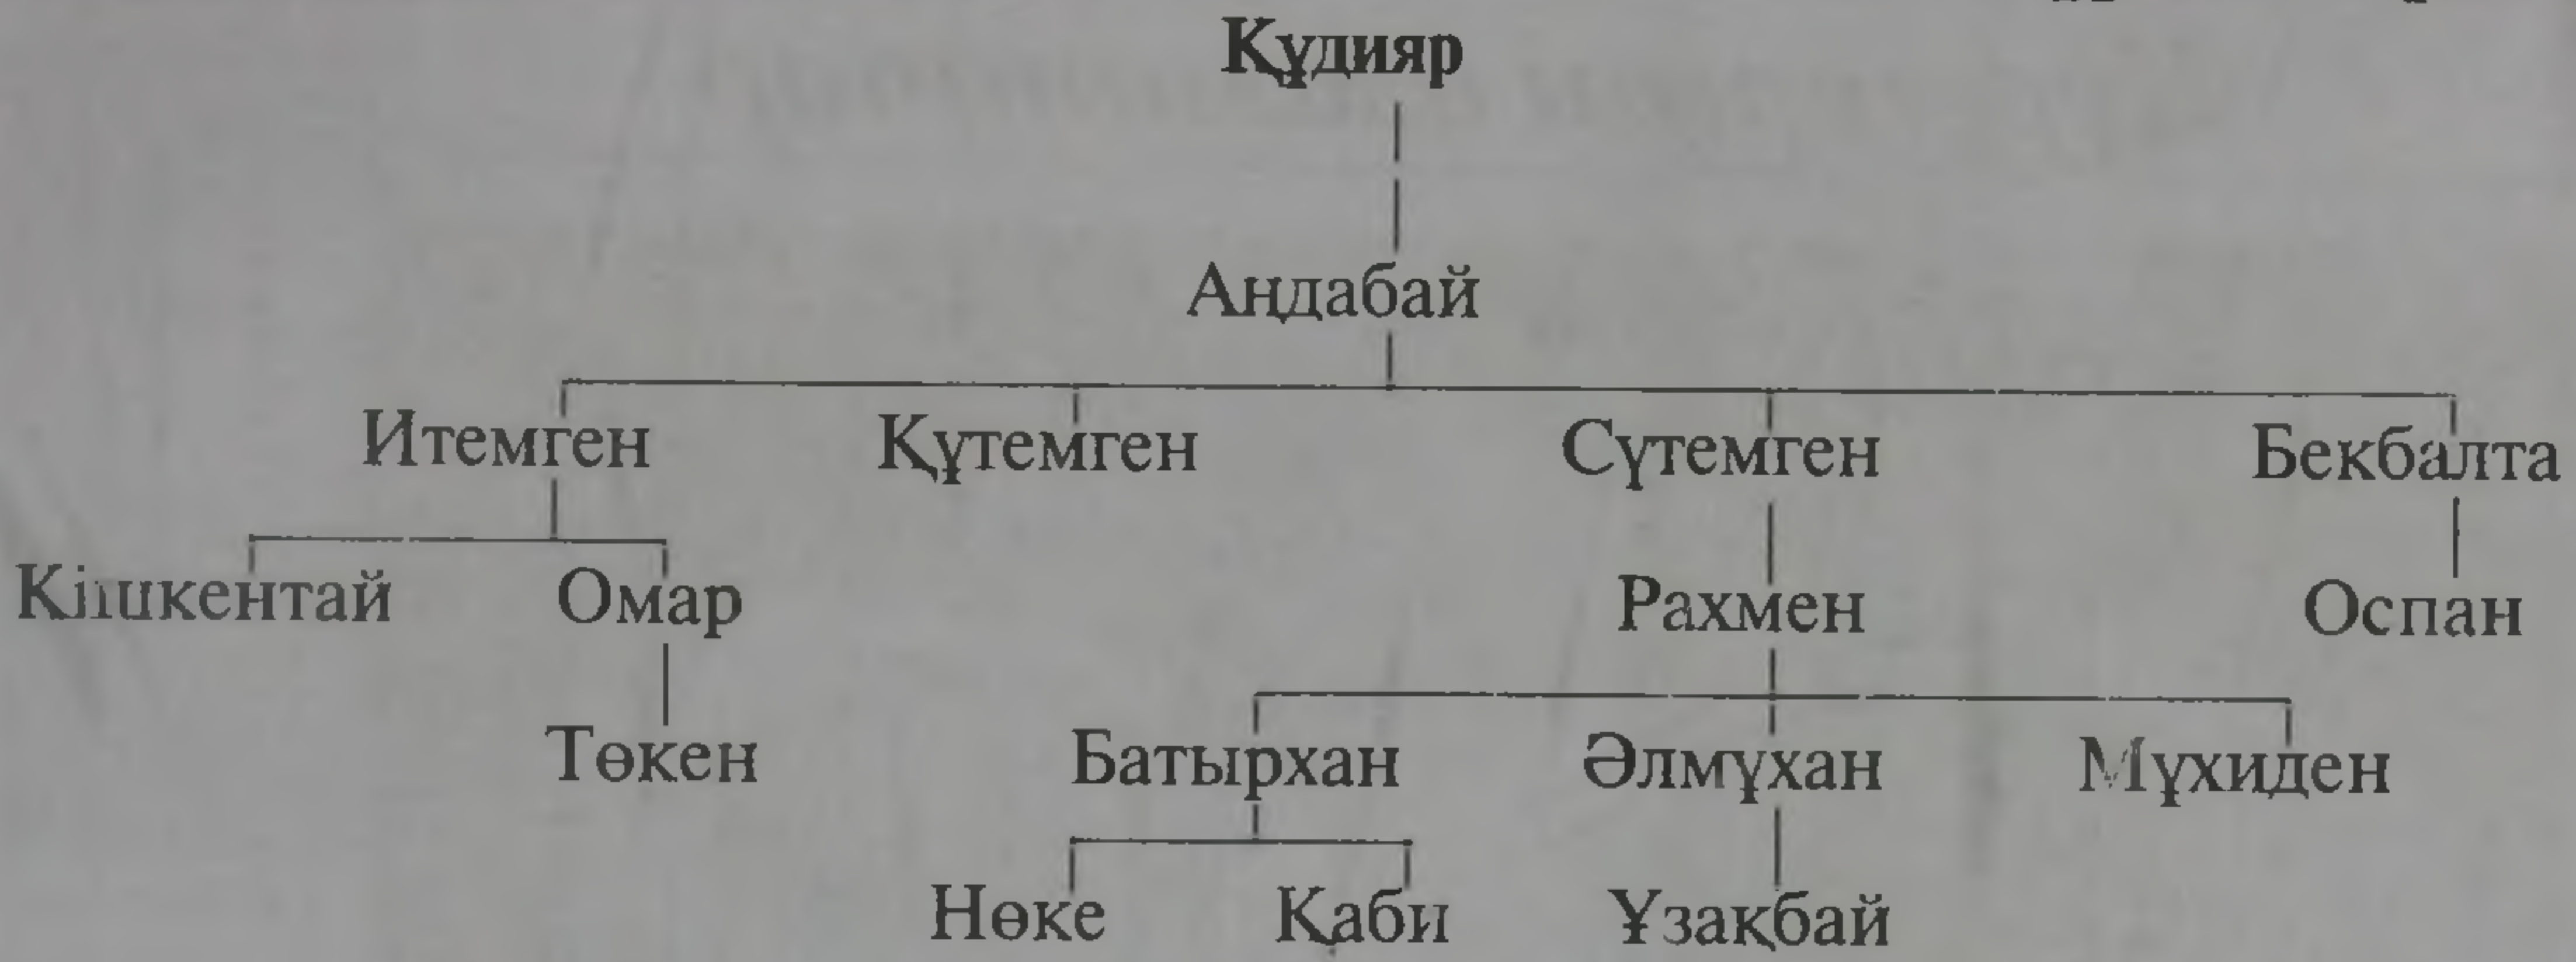 Құдияр
Аңдабай
Итемген Құтемген Сүтемген Бекбалта
Кішкентай Омар Рахмен Оспан
Төкен Батырхан Әлмұхан Мұхиден
Нөке Қаби Ұзақбай